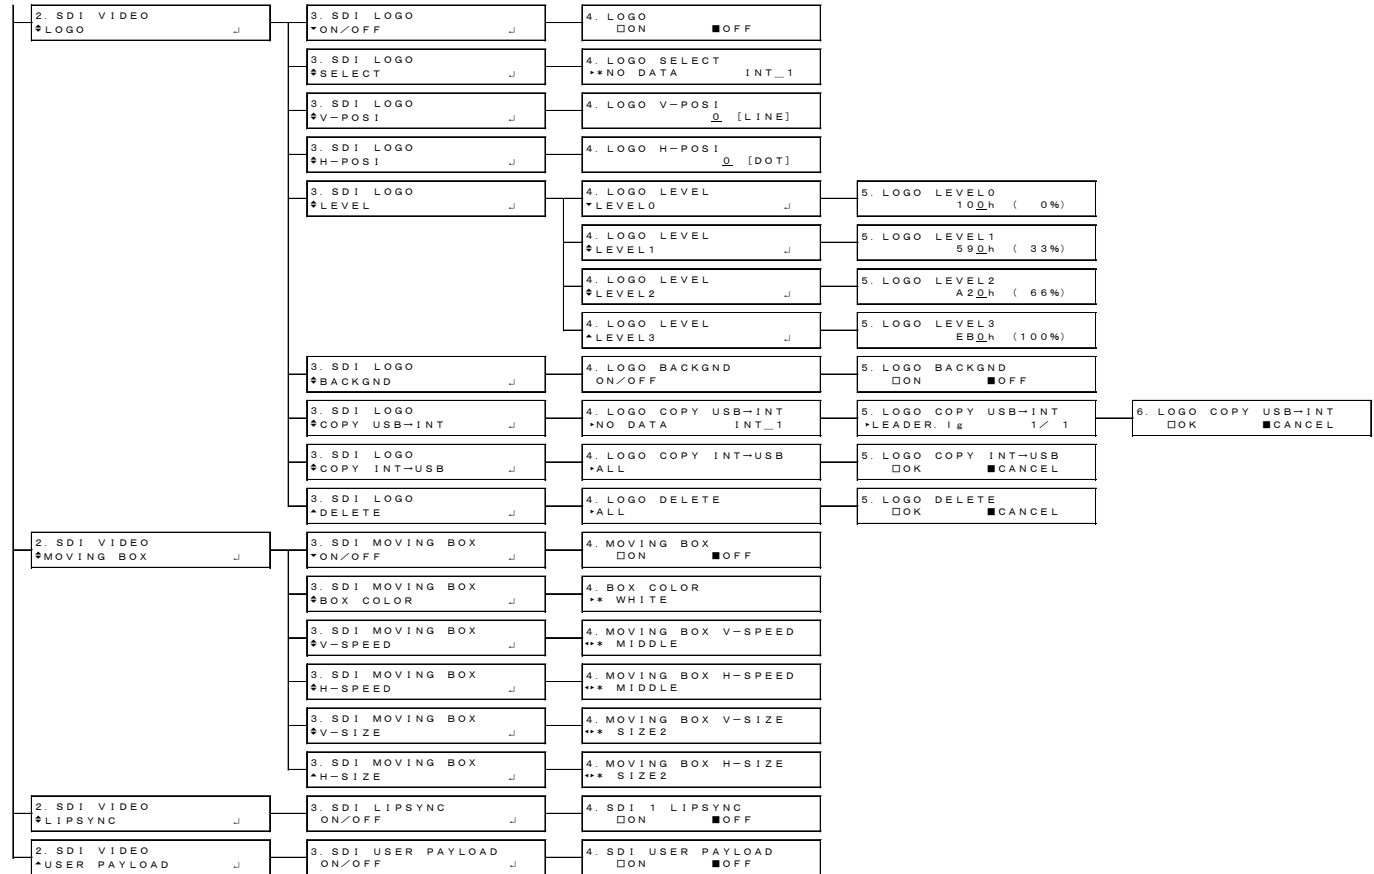 2. SDI VIDEO
♦LOGO ↵
3. SDI LOGO
▾ON/OFF ↵
4. LOGO
□ON ■OFF
3. SDI LOGO
♦SELECT ↵
4. LOGO SELECT
▸*NO DATA INT_1
3. SDI LOGO
♦V-POSI ↵
4. LOGO V-POSI
0 [LINE]
3. SDI LOGO
♦H-POSI ↵
4. LOGO H-POSI
0 [DOT]
3. SDI LOGO
♦LEVEL ↵
4. LOGO LEVEL
▾LEVEL0 ↵
5. LOGO LEVEL0
100h ( 0%)
4. LOGO LEVEL
♦LEVEL1 ↵
5. LOGO LEVEL1
590h ( 33%)
4. LOGO LEVEL
♦LEVEL2 ↵
5. LOGO LEVEL2
A20h ( 66%)
4. LOGO LEVEL
▴LEVEL3 ↵
5. LOGO LEVEL3
EB0h (100%)
3. SDI LOGO
♦BACKGND ↵
4. LOGO BACKGND
ON/OFF
5. LOGO BACKGND
□ON ■OFF
3. SDI LOGO
♦COPY USB→INT ↵
4. LOGO COPY USB→INT
▸NO DATA INT_1
5. LOGO COPY USB→INT
▸LEADER.lg 1/ 1
6. LOGO COPY USB→INT
□OK ■CANCEL
3. SDI LOGO
♦COPY INT→USB ↵
4. LOGO COPY INT→USB
▸ALL
5. LOGO COPY INT→USB
□OK ■CANCEL
3. SDI LOGO
▴DELETE ↵
4. LOGO DELETE
▸ALL
5. LOGO DELETE
□OK ■CANCEL
2. SDI VIDEO
♦MOVING BOX ↵
3. SDI MOVING BOX
▾ON/OFF ↵
4. MOVING BOX
□ON ■OFF
3. SDI MOVING BOX
♦BOX COLOR ↵
4. BOX COLOR
▸* WHITE
3. SDI MOVING BOX
♦V-SPEED ↵
4. MOVING BOX V-SPEED
◂▸* MIDDLE
3. SDI MOVING BOX
♦H-SPEED ↵
4. MOVING BOX H-SPEED
◂▸* MIDDLE
3. SDI MOVING BOX
♦V-SIZE ↵
4. MOVING BOX V-SIZE
◂▸* SIZE2
3. SDI MOVING BOX
▴H-SIZE ↵
4. MOVING BOX H-SIZE
◂▸* SIZE2
2. SDI VIDEO
♦LIPSYNC ↵
3. SDI LIPSYNC
ON/OFF ↵
4. SDI 1 LIPSYNC
□ON ■OFF
2. SDI VIDEO
▴USER PAYLOAD ↵
3. SDI USER PAYLOAD
ON/OFF ↵
4. SDI USER PAYLOAD
□ON ■OFF